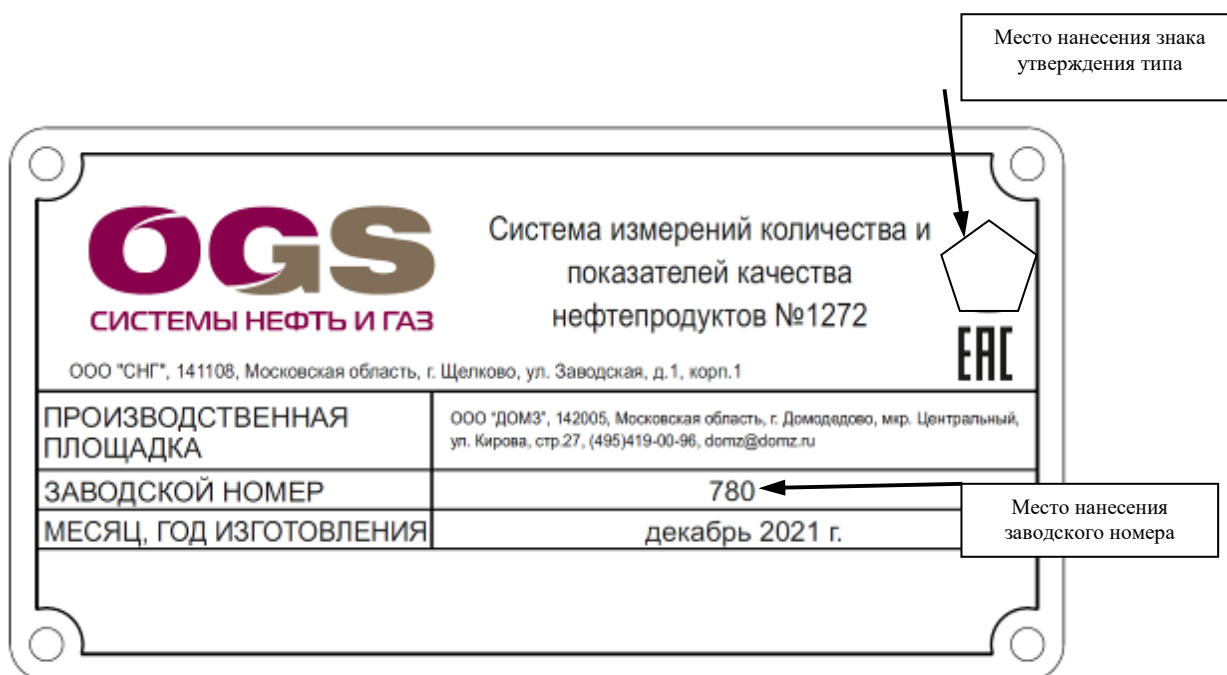 Место нанесения знака
утверждения типа
OGS
СИСТЕМЫ НЕФТЬ И ГАЗ
Система измерений количества и
показателей качества
нефтепродуктов №1272
EAC
ООО "СНГ", 141108, Московская область, г. Щелково, ул. Заводская, д.1, корп.1
ПРОИЗВОДСТВЕННАЯ
ПЛОЩАДКА
ООО "ДОМЗ", 142005, Московская область, г. Домодедово, мкр. Центральный,
ул. Кирова, стр.27, (495)419-00-96, domz@domz.ru
ЗАВОДСКОЙ НОМЕР
780
Место нанесения
заводского номера
МЕСЯЦ, ГОД ИЗГОТОВЛЕНИЯ
декабрь 2021 г.